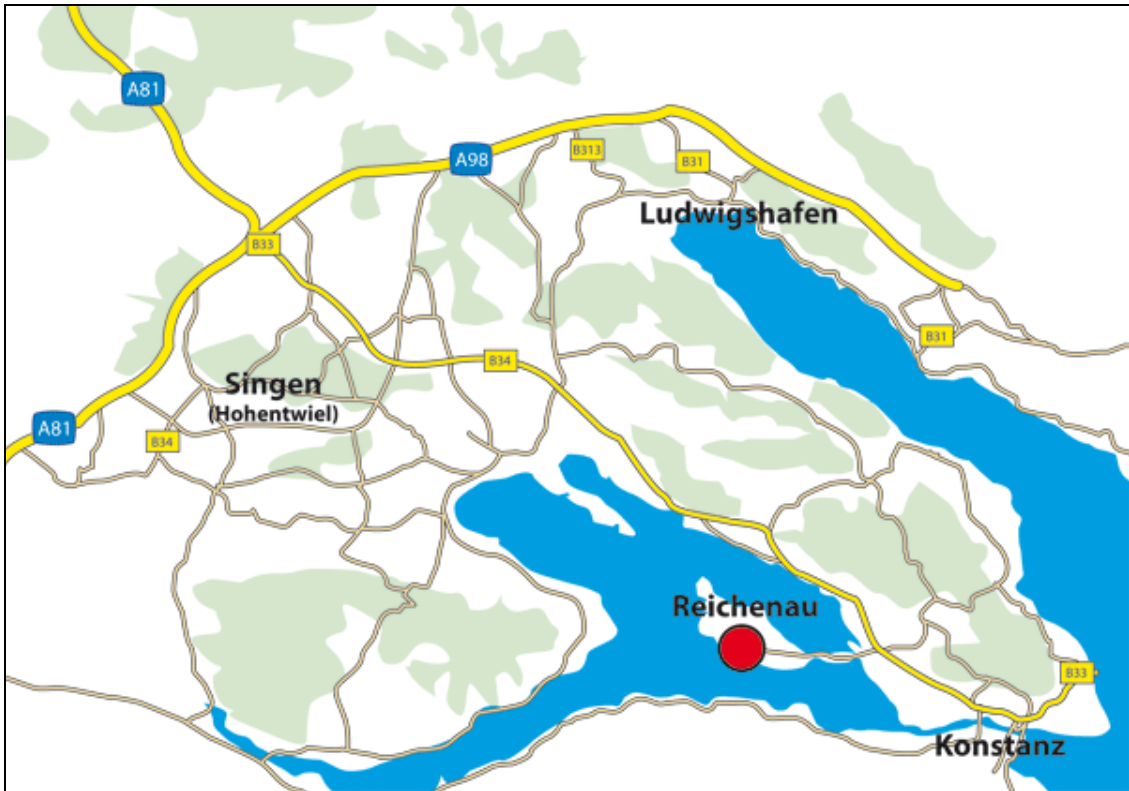 A81
A98
B313
B31
Ludwigshafen
B33
B31
B34
Singen
(Hohentwiel)
A81
B34
Reichenau
B33
Konstanz